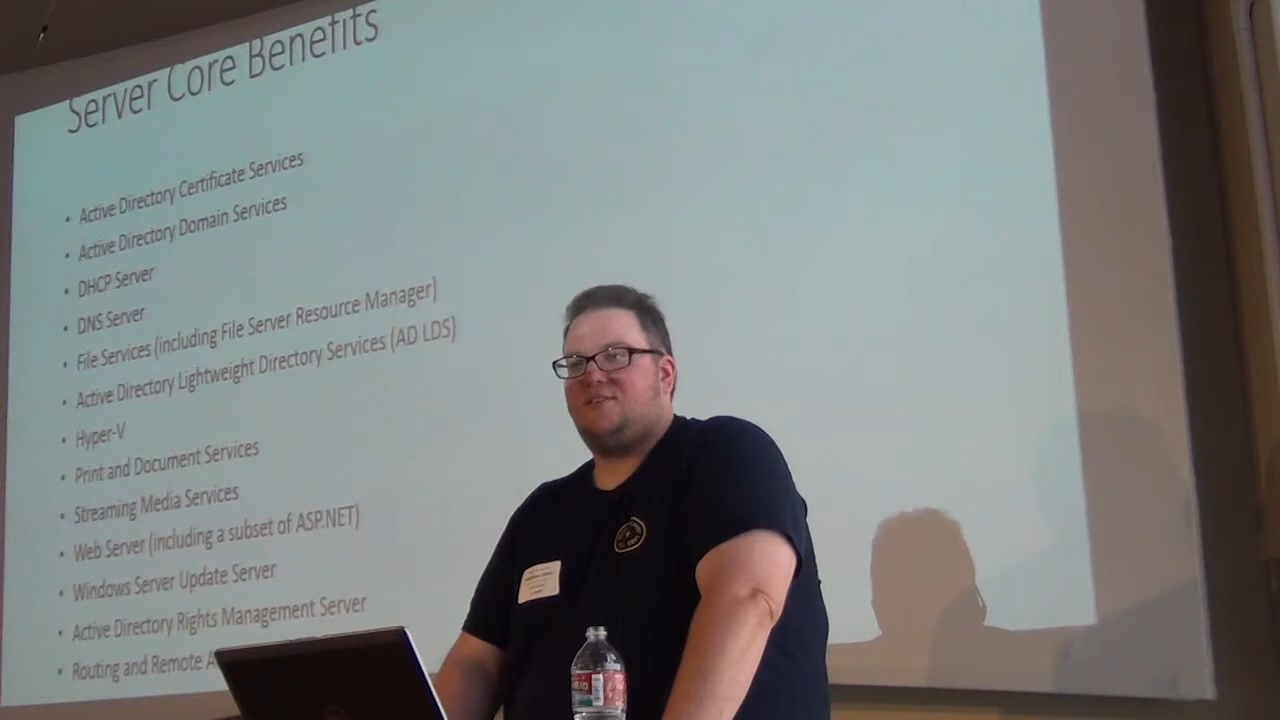 Server Core Benefits
• Active Directory Certificate Services
• Active Directory Domain Services
• DHCP Server
• DNS Server
• File Services (including File Server Resource Manager)
• Active Directory Lightweight Directory Services (AD LDS)
• Hyper-V
• Print and Document Services
• Streaming Media Services
• Web Server (including a subset of ASP.NET)
• Windows Server Update Server
• Active Directory Rights Management Server
• Routing and Remote